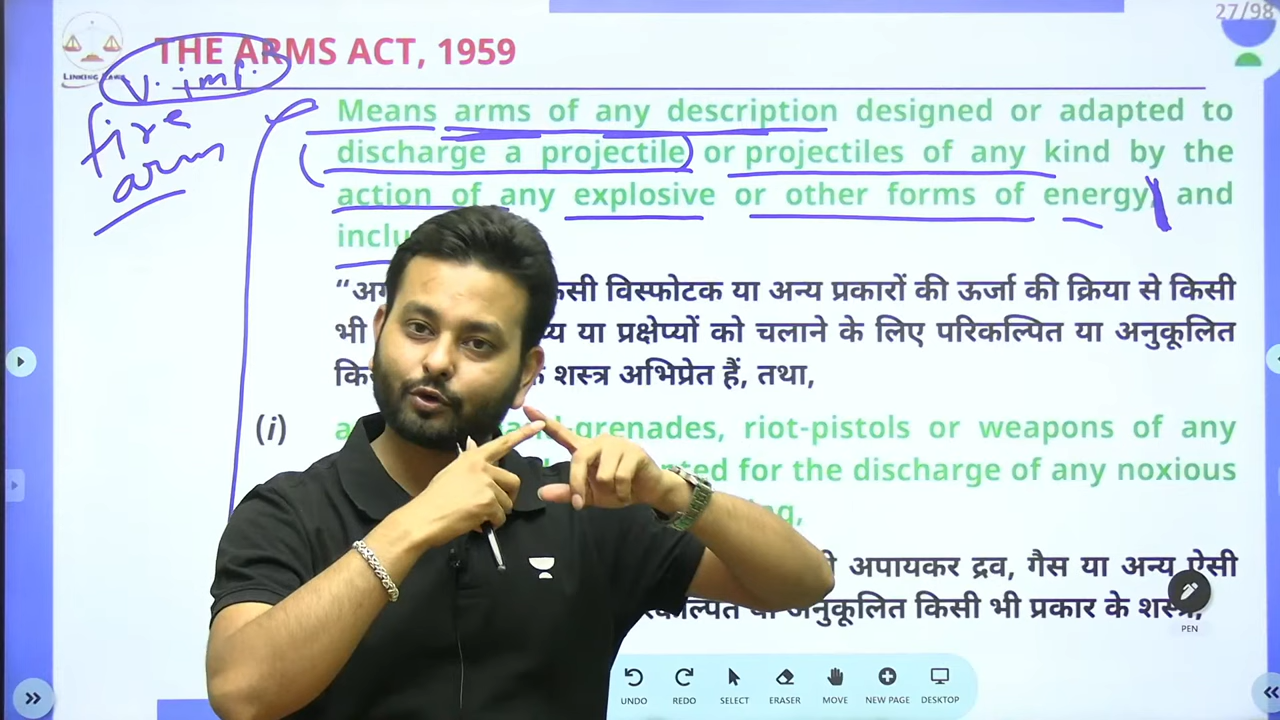 27/98
THE ARMS ACT, 1959
LINKING LAWS
V. imp.
fire
arm
Means arms of any description designed or adapted to
discharge a projectile or projectiles of any kind by the
action of any explosive or other forms of energy, and
किसी विस्फोटक या अन्य प्रकारों की ऊर्जा की क्रिया से किसी
भी या प्रक्षेप्यों को चलाने के लिए परिकल्पित या अनुकूलित
शस्त्र अभिप्रेत हैं, तथा,
(i) grenades, riot-pistols or weapons of any
for the discharge of any noxious
अपायकर द्रव, गैस या अन्य ऐसी
अनुकूलित किसी भी प्रकार के शस्त्र,
PEN
UNDO REDO SELECT ERASER MOVE NEW PAGE DESKTOP